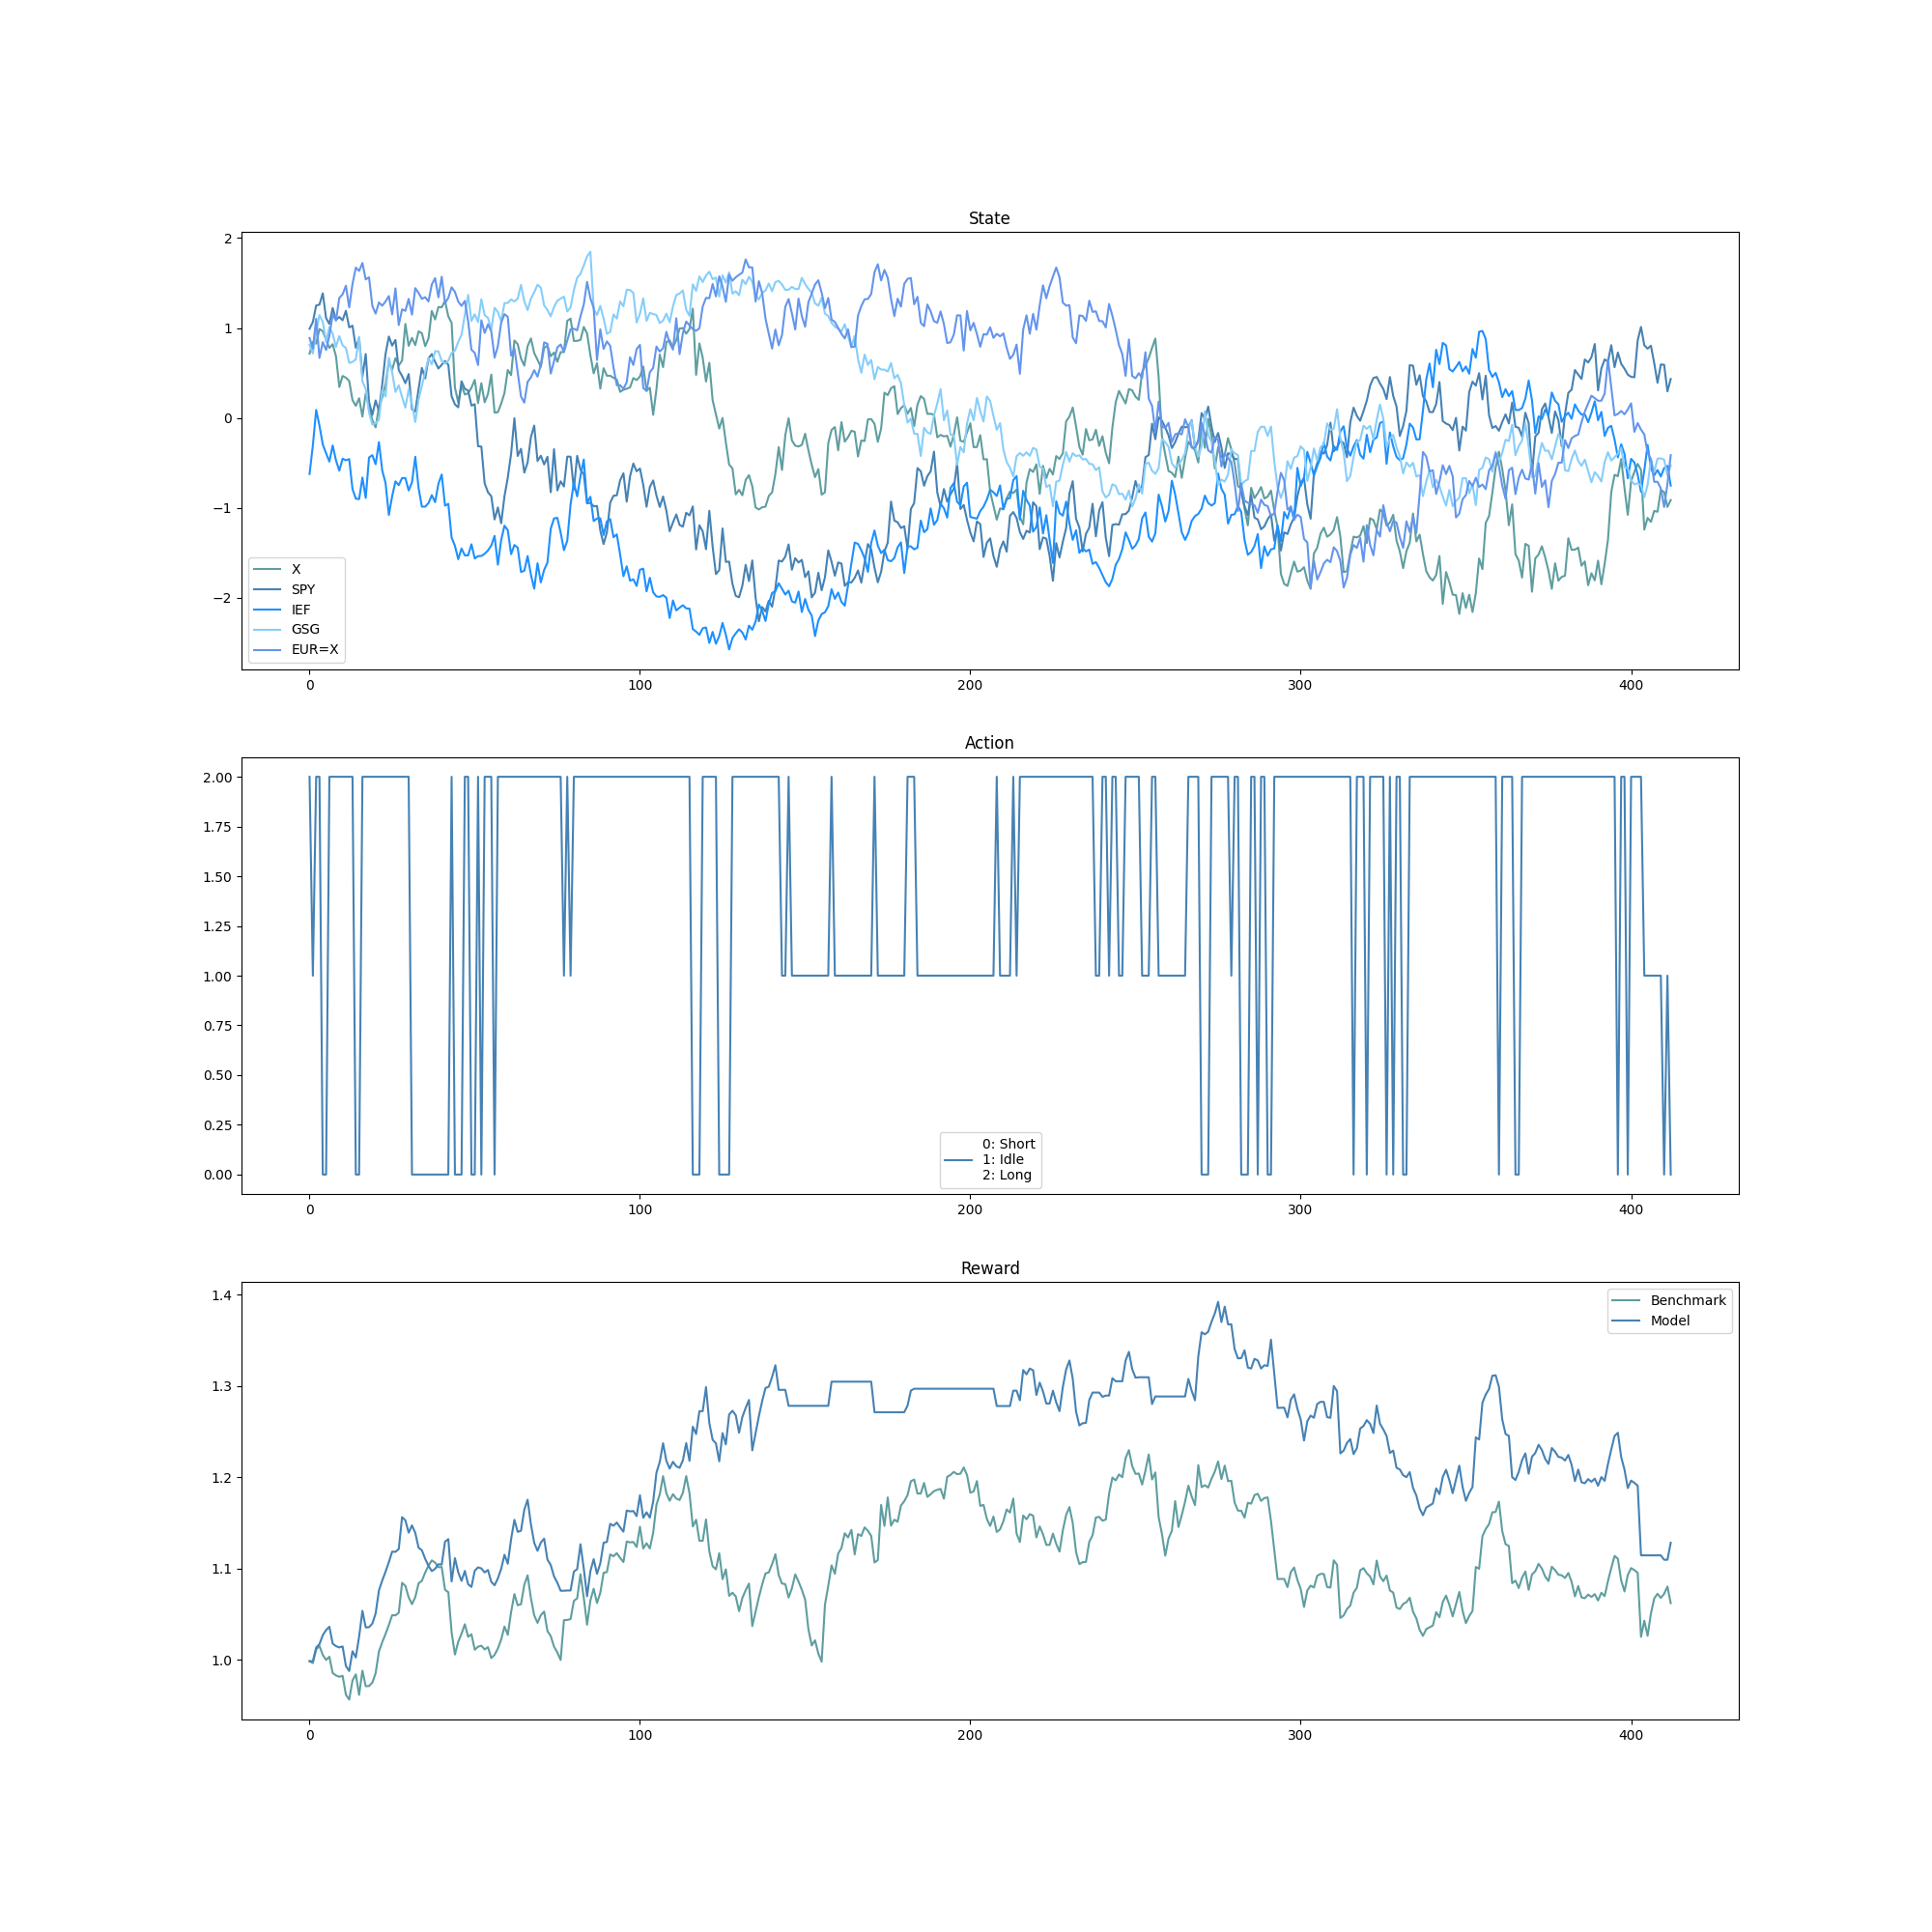 State
2
1
0
−1
−2
X
SPY
IEF
GSG
EUR=X
0 100 200 300 400
Action
2.00
1.75
1.50
1.25
1.00
0.75
0.50
0.25
0.00
0: Short
1: Idle
2: Long
0 100 200 300 400
Reward
1.4
1.3
1.2
1.1
1.0
Benchmark
Model
0 100 200 300 400